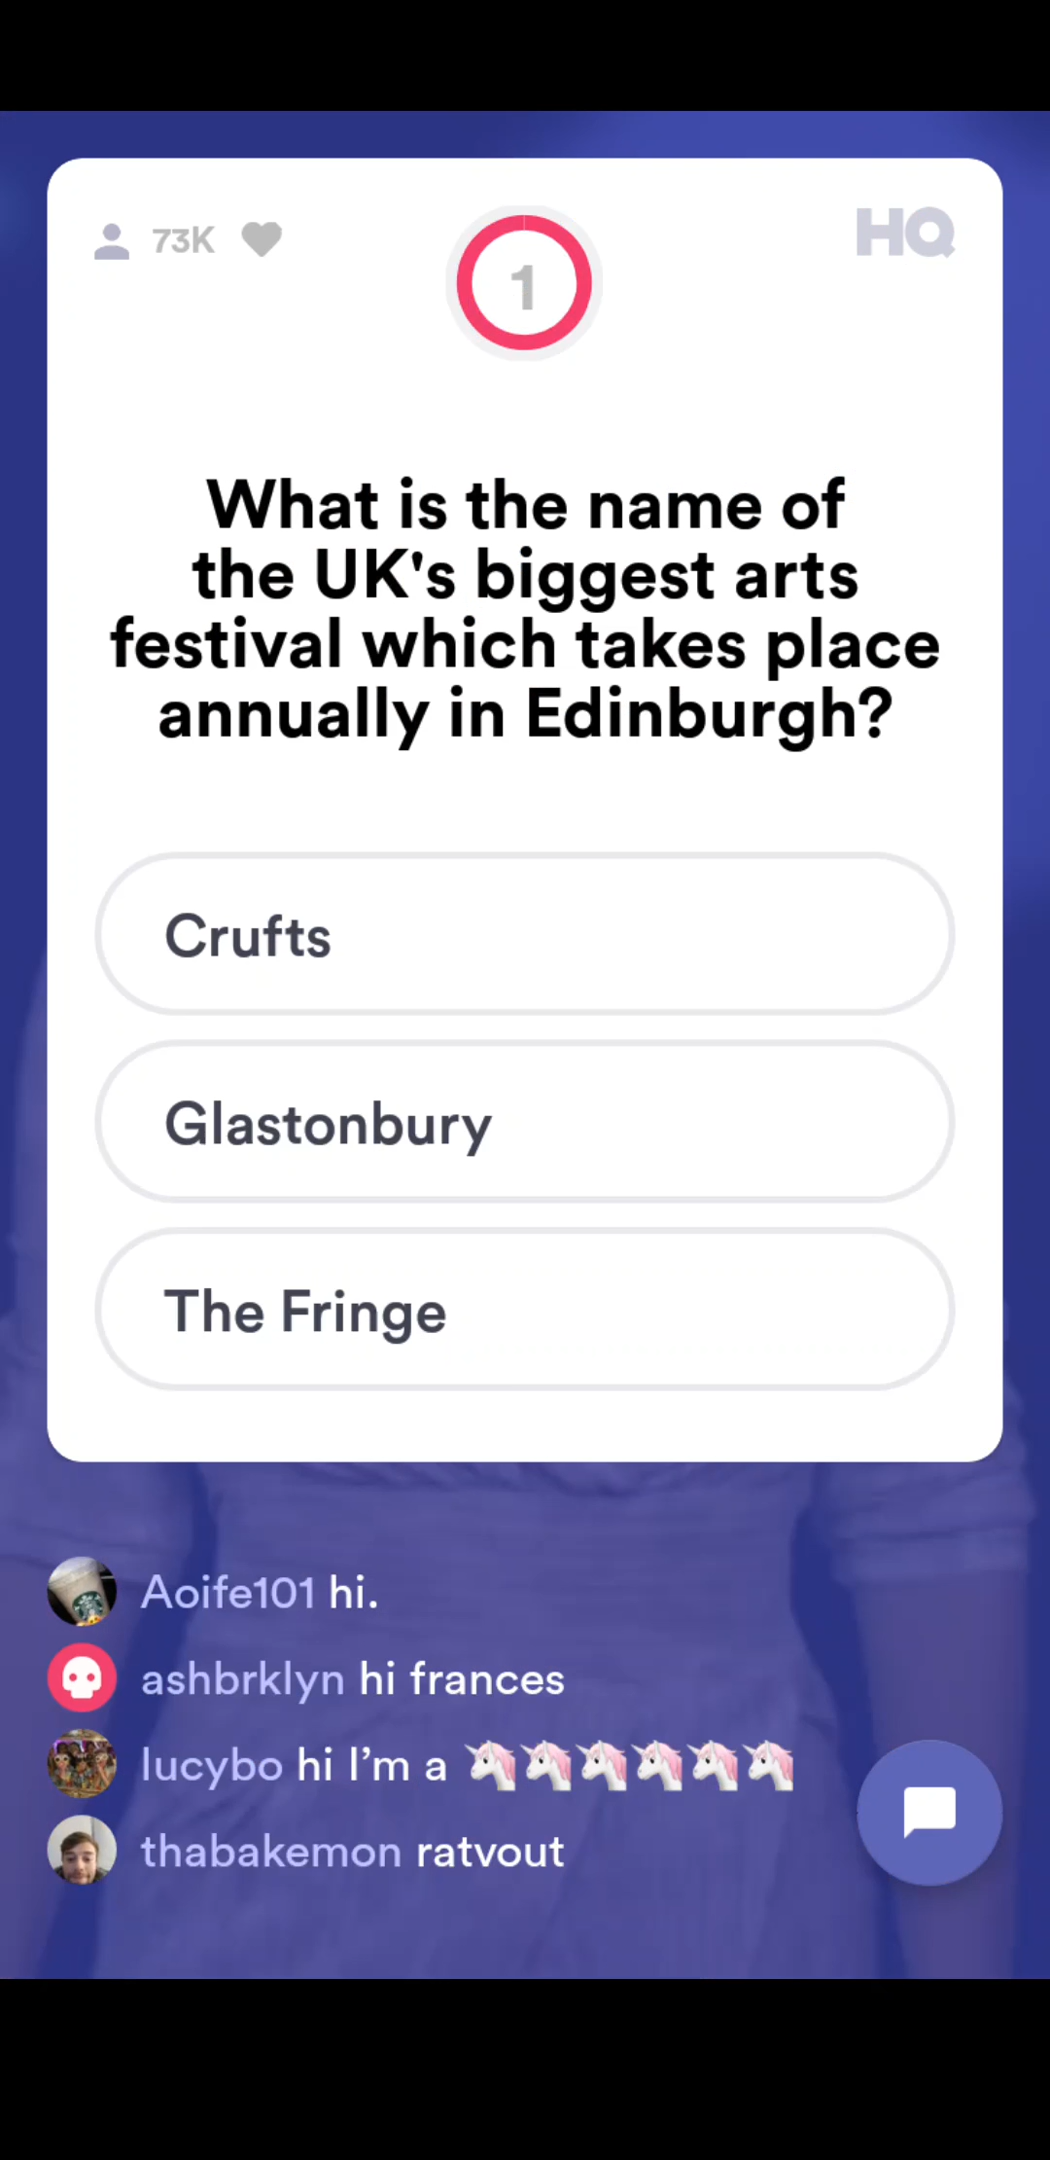 73K
HQ
1
What is the name of
the UK's biggest arts
festival which takes place
annually in Edinburgh?
Crufts
Glastonbury
The Fringe
Aoife101 hi.
ashbrklyn hi frances
lucybo hi I’m a 🦄🦄🦄🦄🦄🦄
thabakemon ratvout